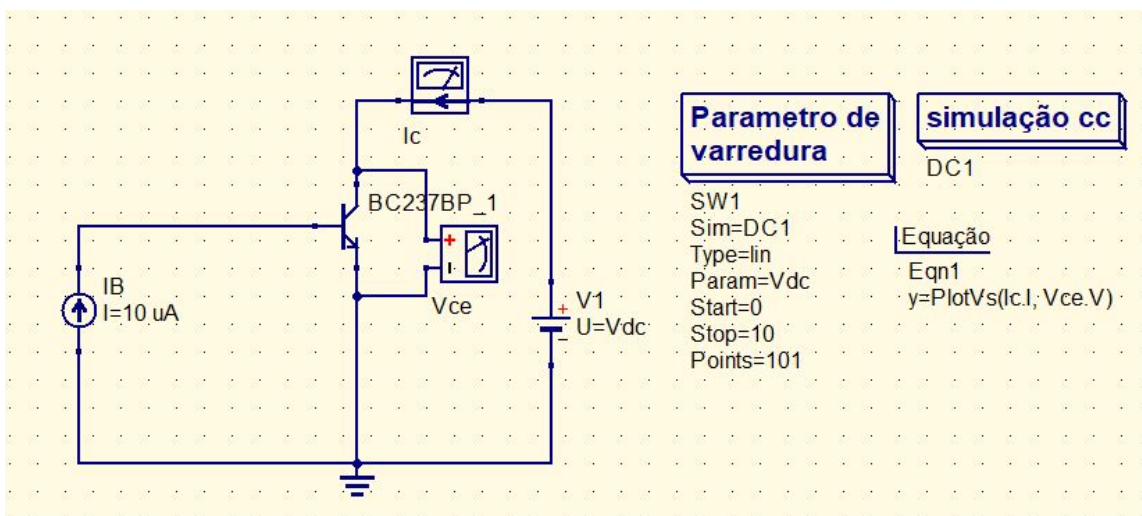 Ic
BC237BP_1
+
I
Vce
IB
I=10 uA
+
V1
U=Vdc
−
Parametro de
varredura
SW1
Sim=DC1
Type=lin
Param=Vdc
Start=0
Stop=10
Points=101
simulação cc
DC1
Equação
Eqn1
y=PlotVs(Ic.I, Vce.V)